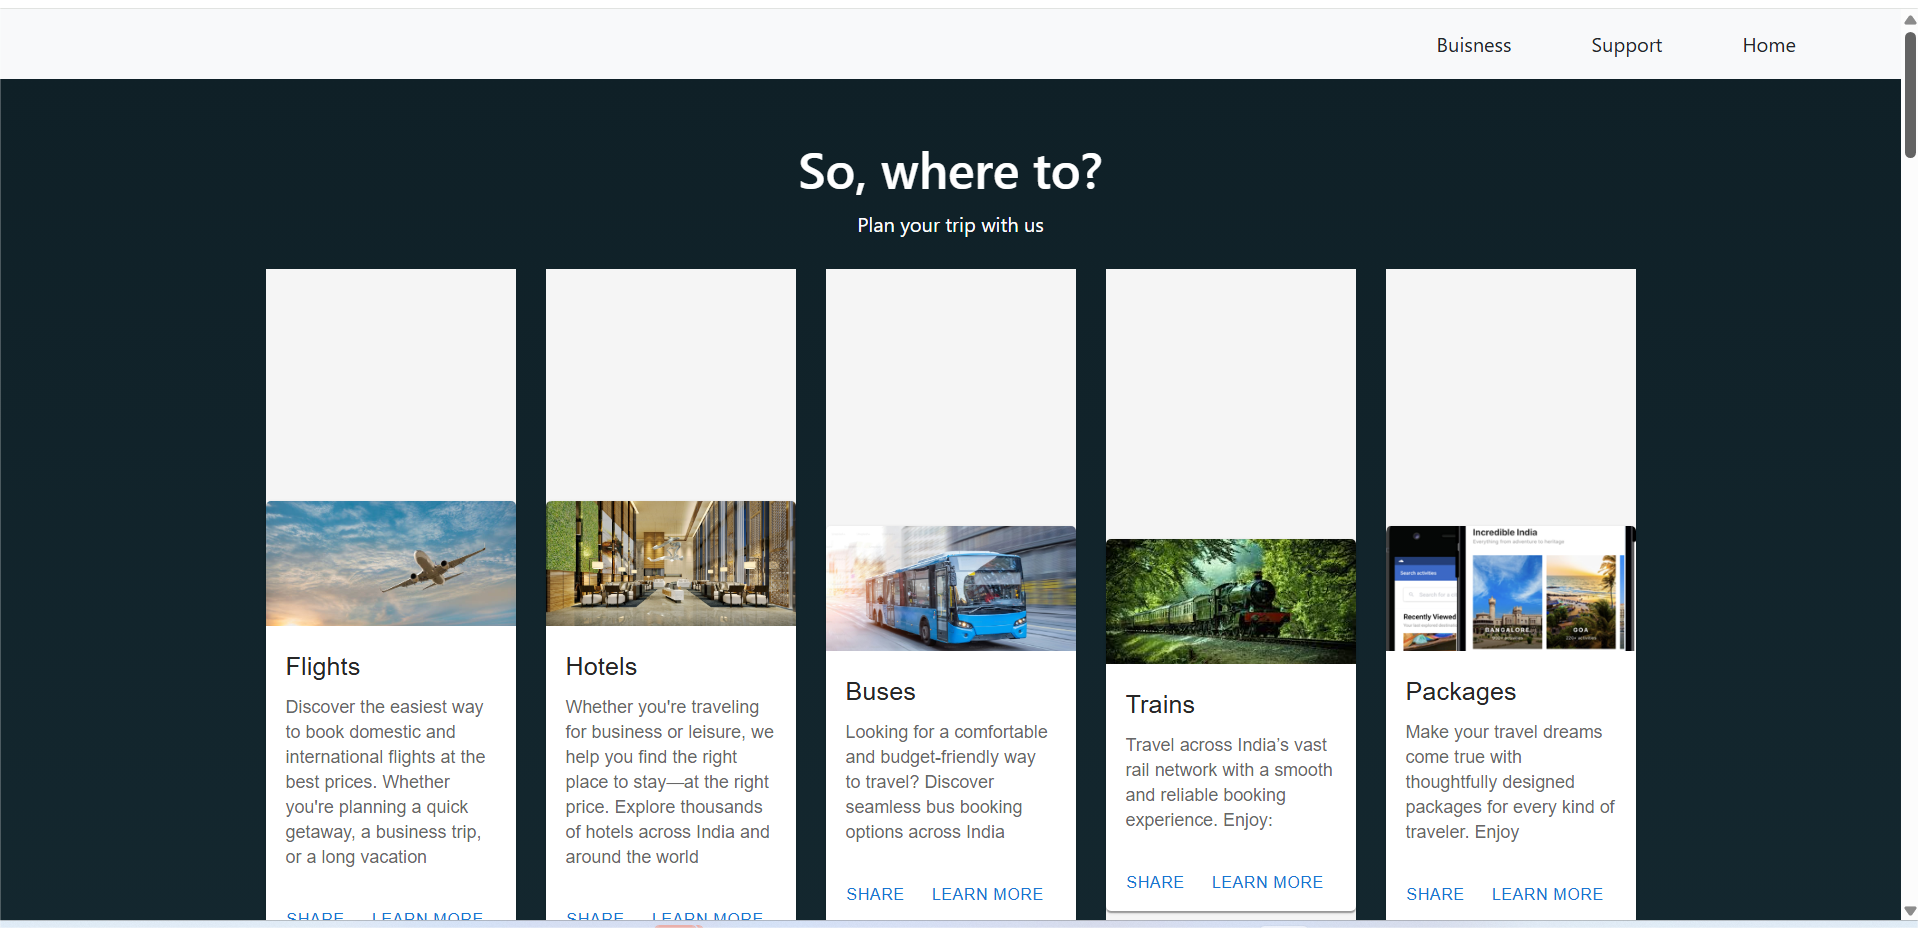 Buisness Support Home
So, where to?
Plan your trip with us
Flights
Discover the easiest way
to book domestic and
international flights at the
best prices. Whether
you're planning a quick
getaway, a business trip,
or a long vacation
SHARE LEARN MORE
Hotels
Whether you're traveling
for business or leisure, we
help you find the right
place to stay—at the right
price. Explore thousands
of hotels across India and
around the world
SHARE LEARN MORE
Buses
Looking for a comfortable
and budget-friendly way
to travel? Discover
seamless bus booking
options across India
SHARE LEARN MORE
Trains
Travel across India’s vast
rail network with a smooth
and reliable booking
experience. Enjoy:
SHARE LEARN MORE
Incredible India
Everything from adventure to heritage
Search activities
Search for a
Recently Viewed
BANGALORE
GOA
Packages
Make your travel dreams
come true with
thoughtfully designed
packages for every kind of
traveler. Enjoy
SHARE LEARN MORE